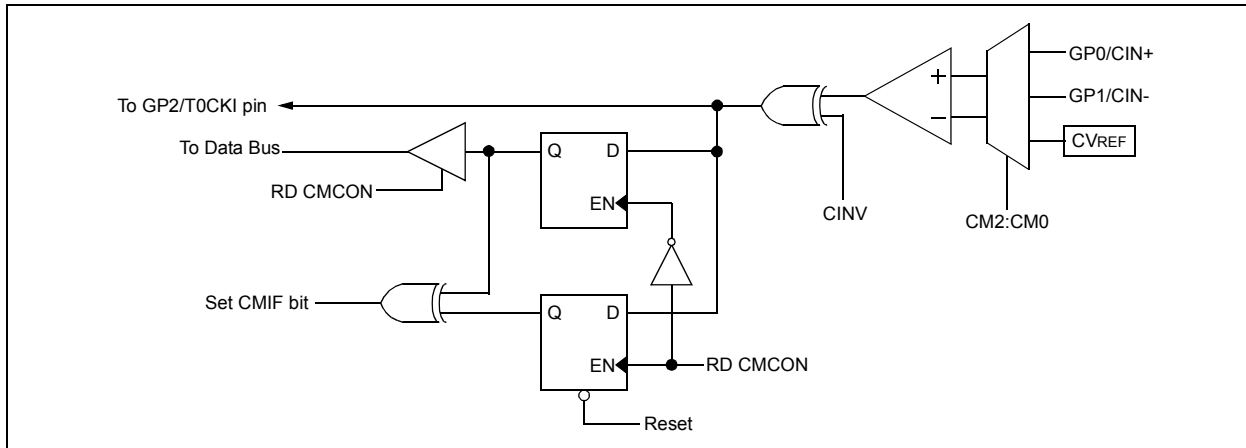 GP0/CIN+
To GP2/T0CKI pin
GP1/CIN-
To Data Bus
Q D
CVREF
RD CMCON
EN
CINV
CM2:CM0
Set CMIF bit
Q D
EN
RD CMCON
Reset